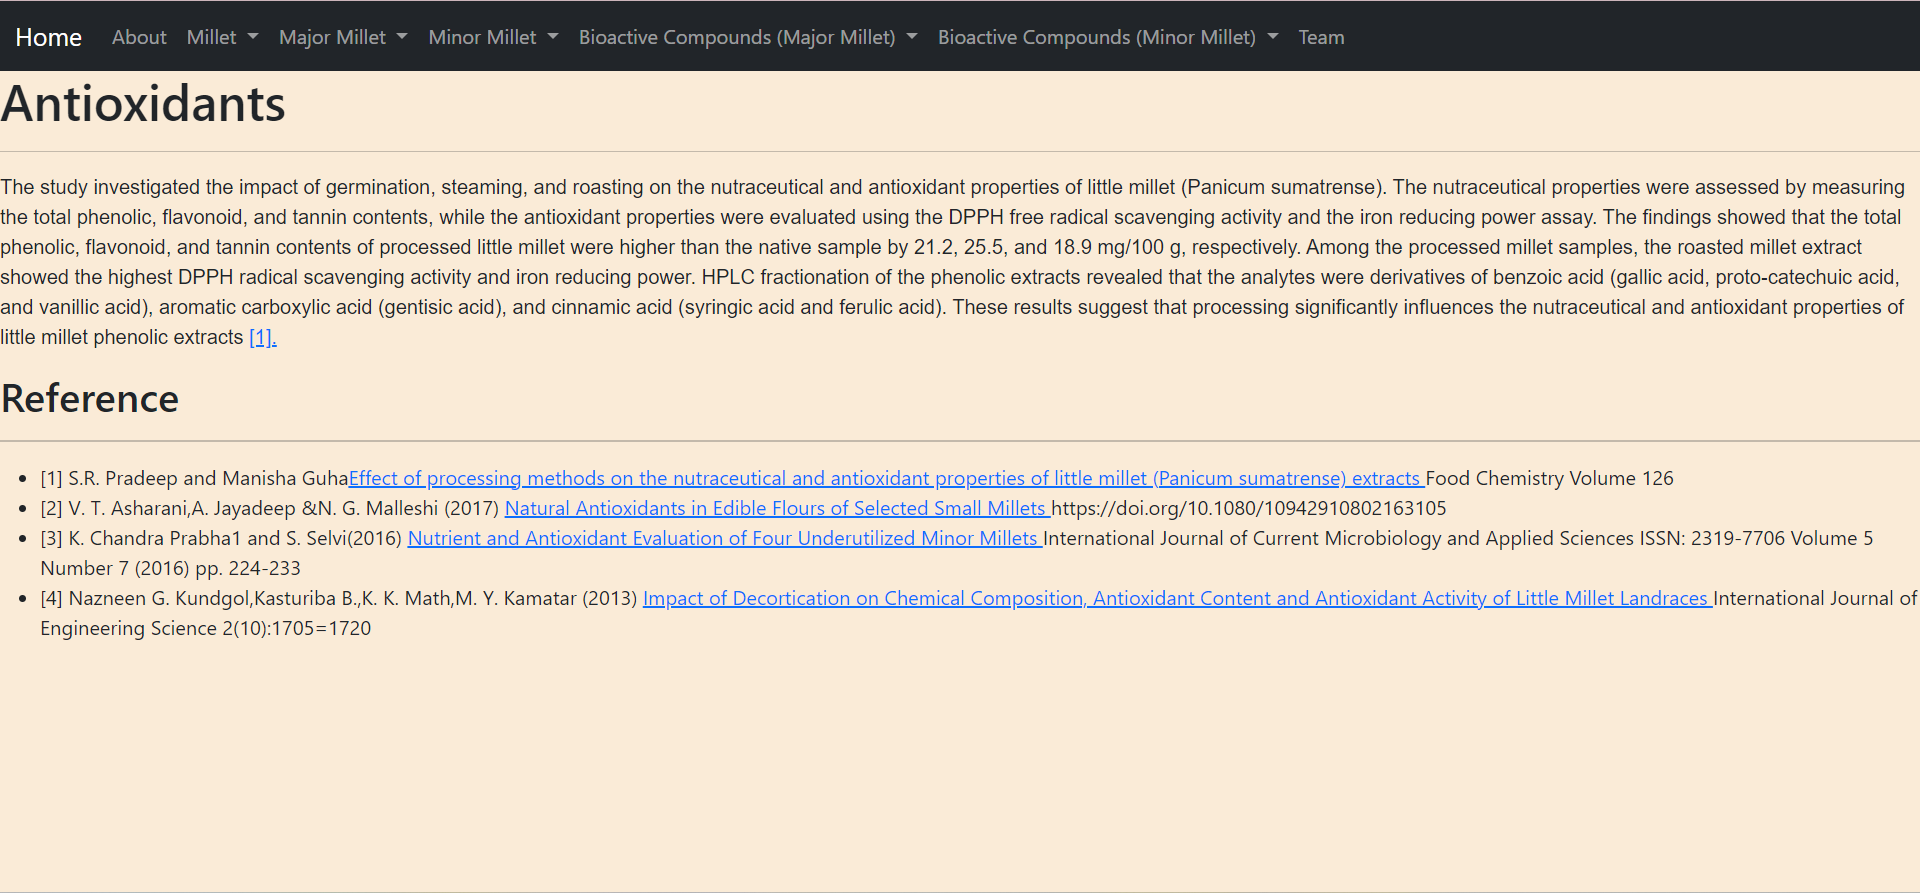 Home About Millet Major Millet Minor Millet Bioactive Compounds (Major Millet) Bioactive Compounds (Minor Millet) Team
Antioxidants
The study investigated the impact of germination, steaming, and roasting on the nutraceutical and antioxidant properties of little millet (Panicum sumatrense). The nutraceutical properties were assessed by measuring
the total phenolic, flavonoid, and tannin contents, while the antioxidant properties were evaluated using the DPPH free radical scavenging activity and the iron reducing power assay. The findings showed that the total
phenolic, flavonoid, and tannin contents of processed little millet were higher than the native sample by 21.2, 25.5, and 18.9 mg/100 g, respectively. Among the processed millet samples, the roasted millet extract
showed the highest DPPH radical scavenging activity and iron reducing power. HPLC fractionation of the phenolic extracts revealed that the analytes were derivatives of benzoic acid (gallic acid, proto-catechuic acid,
and vanillic acid), aromatic carboxylic acid (gentisic acid), and cinnamic acid (syringic acid and ferulic acid). These results suggest that processing significantly influences the nutraceutical and antioxidant properties of
little millet phenolic extracts [1].
Reference
• [1] S.R. Pradeep and Manisha GuhaEffect of processing methods on the nutraceutical and antioxidant properties of little millet (Panicum sumatrense) extracts Food Chemistry Volume 126
• [2] V. T. Asharani,A. Jayadeep &N. G. Malleshi (2017) Natural Antioxidants in Edible Flours of Selected Small Millets https://doi.org/10.1080/10942910802163105
• [3] K. Chandra Prabha1 and S. Selvi(2016) Nutrient and Antioxidant Evaluation of Four Underutilized Minor Millets International Journal of Current Microbiology and Applied Sciences ISSN: 2319-7706 Volume 5
Number 7 (2016) pp. 224-233
• [4] Nazneen G. Kundgol,Kasturiba B.,K. K. Math,M. Y. Kamatar (2013) Impact of Decortication on Chemical Composition, Antioxidant Content and Antioxidant Activity of Little Millet Landraces International Journal of
Engineering Science 2(10):1705=1720